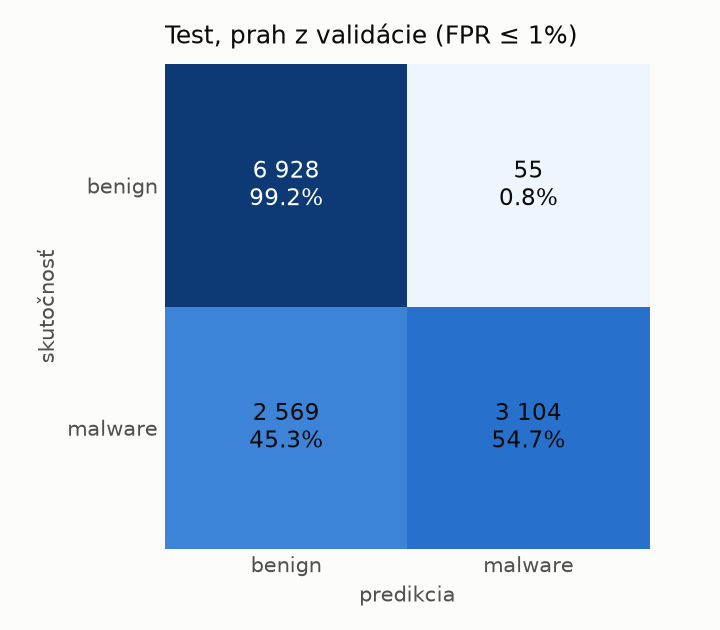 Test, prah z validácie (FPR ≤ 1%)
benign
6 928
99.2%
55
0.8%
skutočnosť
malware
2 569
45.3%
3 104
54.7%
benign
malware
predikcia